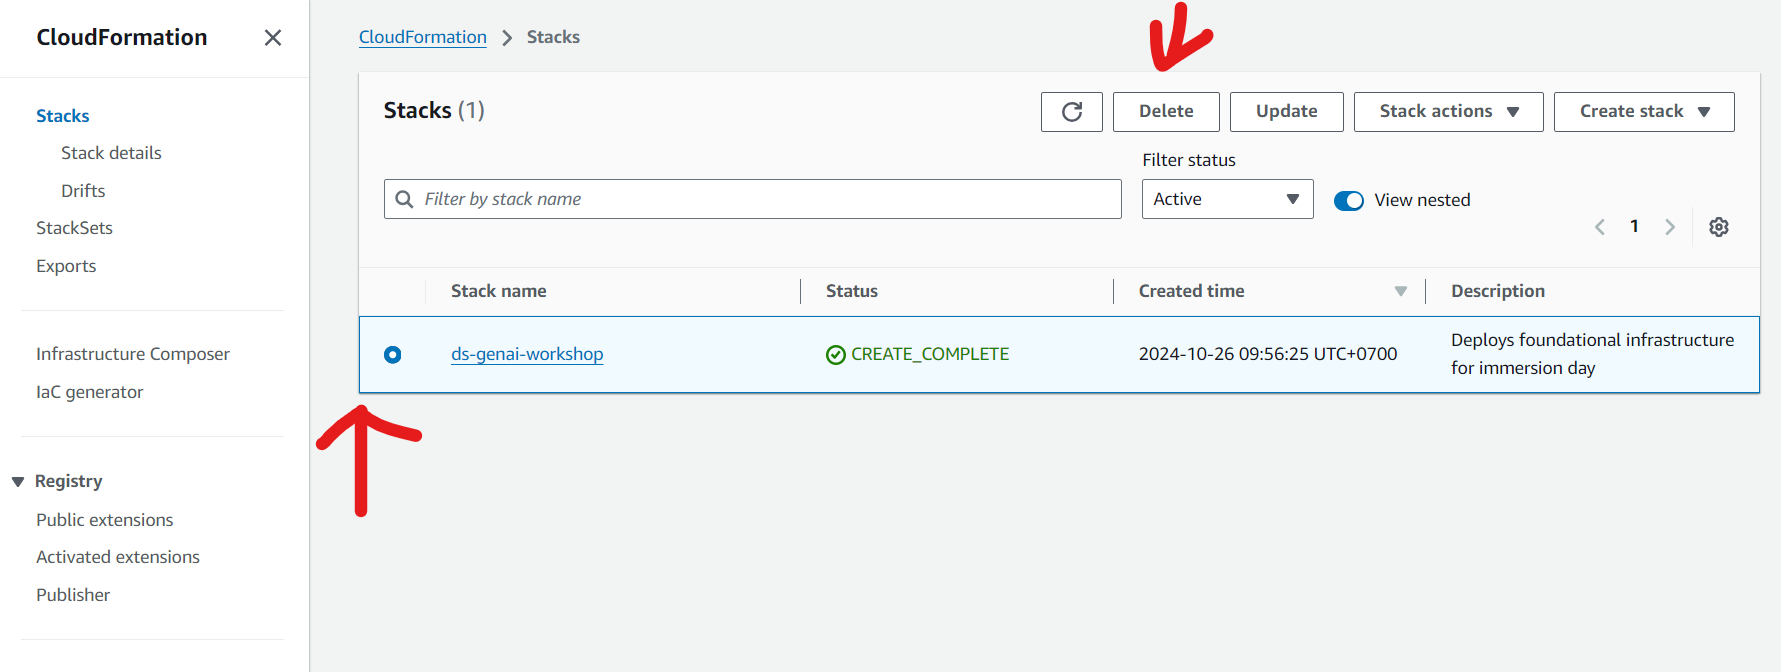 CloudFormation
Stacks
Stack details
Drifts
StackSets
Exports
Infrastructure Composer
IaC generator
Registry
Public extensions
Activated extensions
Publisher
CloudFormation Stacks
Stacks (1)
Delete Update Stack actions Create stack
Filter status
Filter by stack name Active View nested
1
Stack name Status Created time Description
ds-genai-workshop CREATE_COMPLETE 2024-10-26 09:56:25 UTC+0700 Deploys foundational infrastructure
for immersion day